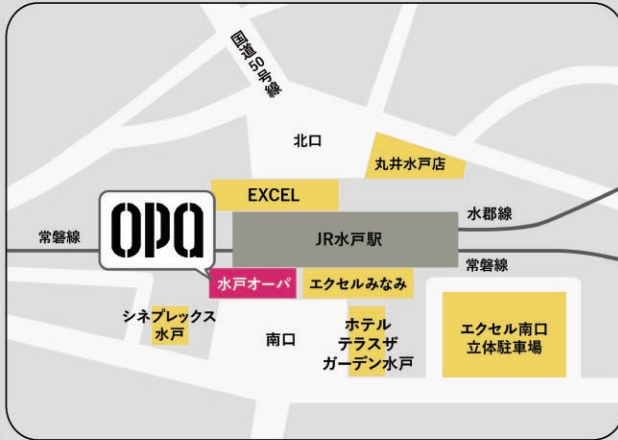 国道50号線
北口
丸井水戸店
EXCEL
水郡線
常磐線
OPA
JR水戸駅
常磐線
水戸オーパ
エクセルみなみ
シネプレックス
水戸
南口
ホテル
テラスザ
ガーデン水戸
エクセル南口
立体駐車場